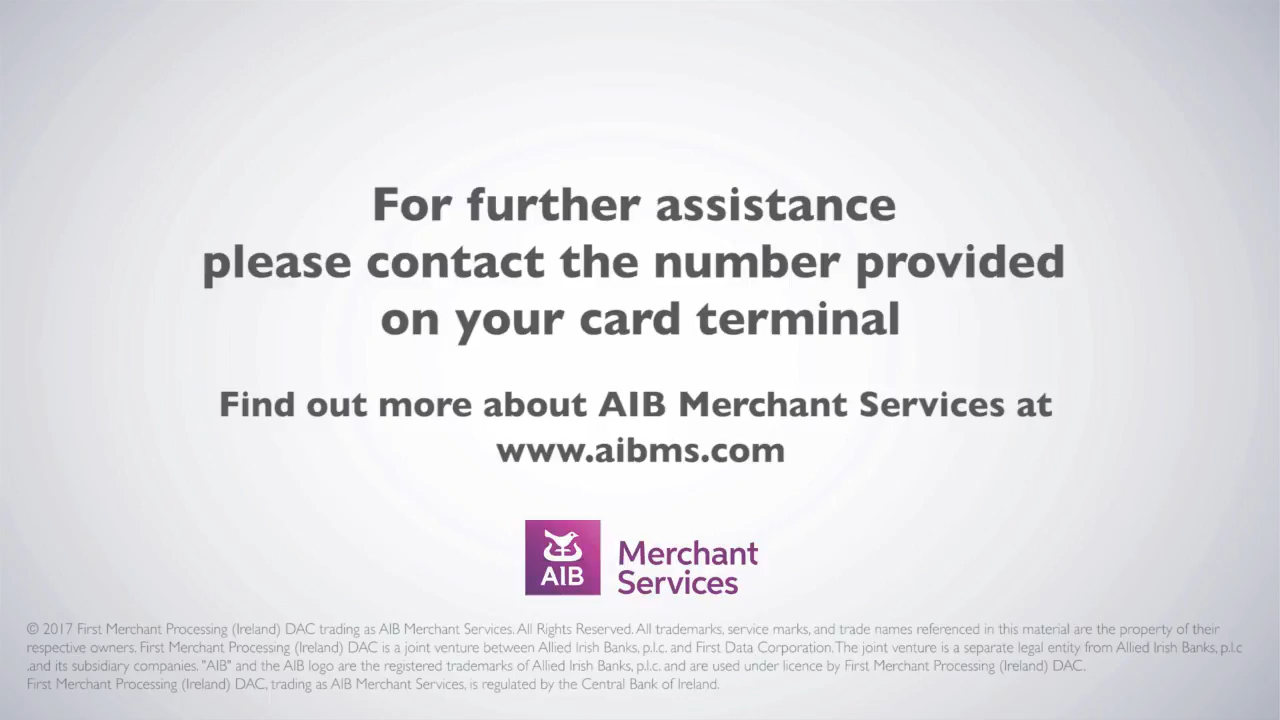 For further assistance
please contact the number provided
on your card terminal
Find out more about AIB Merchant Services at
www.aibms.com
AIB
Merchant
Services
© 2017 First Merchant Processing (Ireland) DAC trading as AIB Merchant Services. All Rights Reserved. All trademarks, service marks, and trade names referenced in this material are the property of their
respective owners. First Merchant Processing (Ireland) DAC is a joint venture between Allied Irish Banks, p.l.c. and First Data Corporation. The joint venture is a separate legal entity from Allied Irish Banks, p.l.c
.and its subsidiary companies. "AIB" and the AIB logo are the registered trademarks of Allied Irish Banks, p.l.c. and are used under licence by First Merchant Processing (Ireland) DAC.
First Merchant Processing (Ireland) DAC, trading as AIB Merchant Services, is regulated by the Central Bank of Ireland.